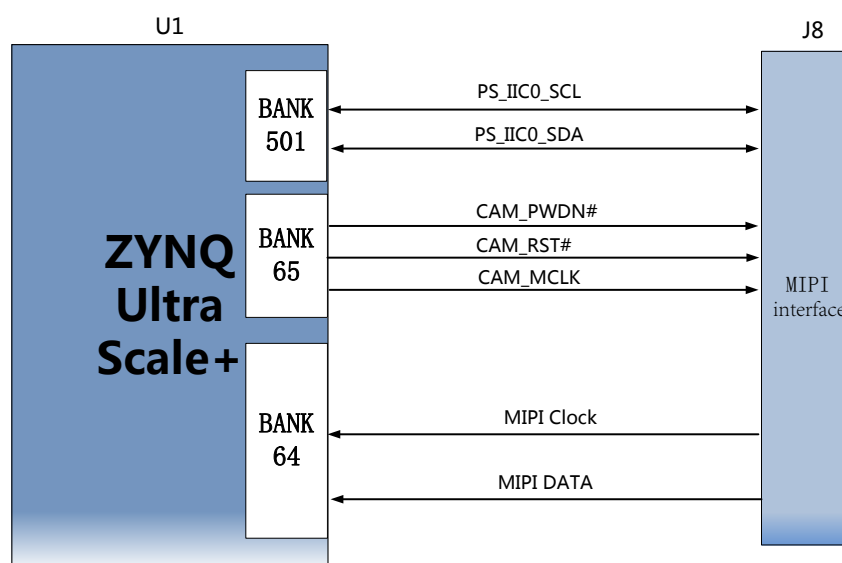 U1
J8
BANK
501
PS_IIC0_SCL
PS_IIC0_SDA
BANK
65
CAM_PWDN#
CAM_RST#
CAM_MCLK
ZYNQ
Ultra
Scale+
MIPI
interface
BANK
64
MIPI Clock
MIPI DATA